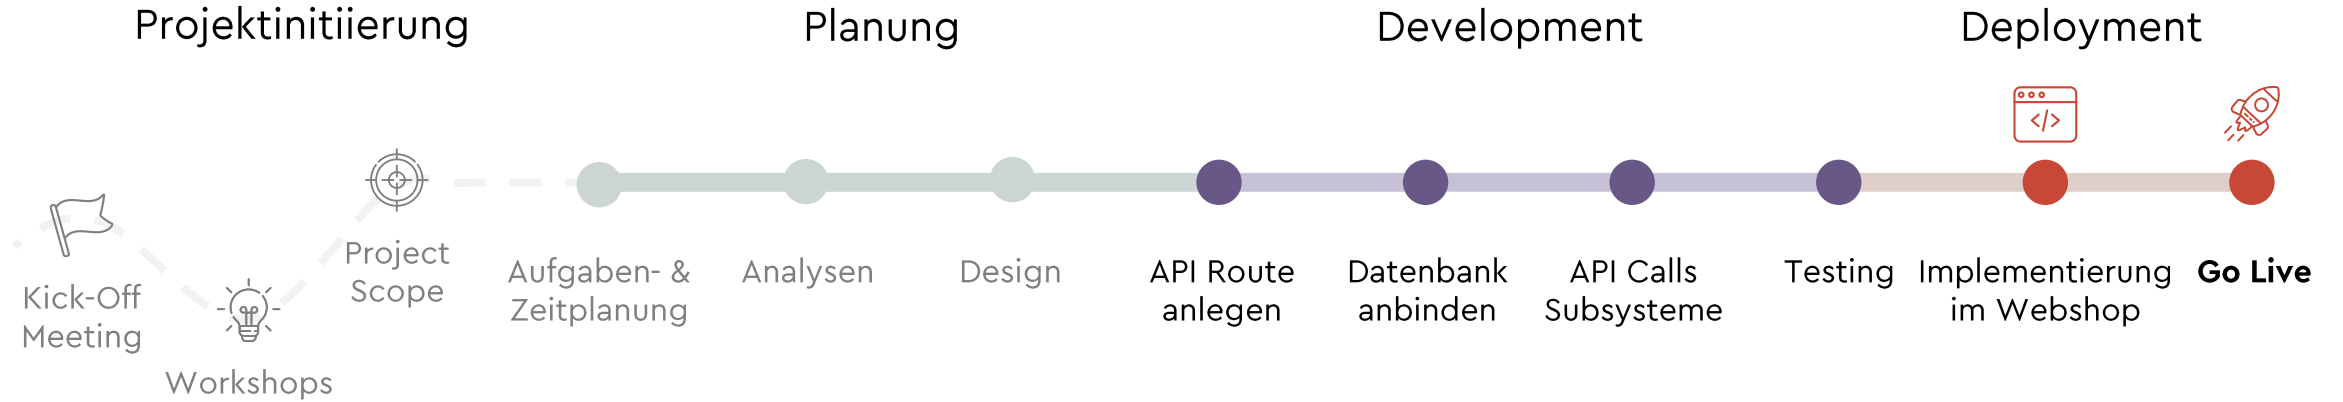 Projektinitiierung
Planung
Development
Deployment
Kick-Off
Meeting
Workshops
Project
Scope
Aufgaben- &
Zeitplanung
Analysen
Design
API Route
anlegen
Datenbank
anbinden
API Calls
Subsysteme
Testing
Implementierung
im Webshop
Go Live